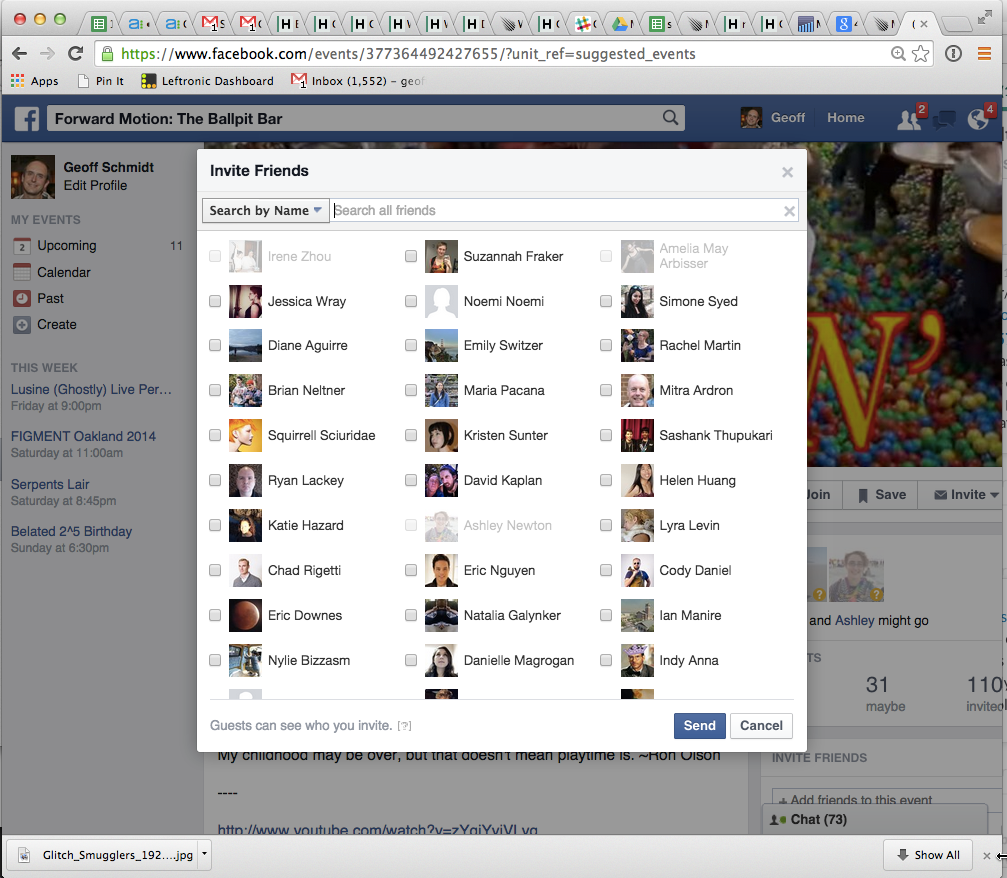 https://www.facebook.com/events/377364492427655/?unit_ref=suggested_events
Apps Pin It Leftronic Dashboard Inbox (1,552) – geof
Forward Motion: The Ballpit Bar
Geoff Home 2 4
Geoff Schmidt
Edit Profile
MY EVENTS
2 Upcoming 11
Calendar
Past
Create
THIS WEEK
Lusine (Ghostly) Live Per…
Friday at 9:00pm
FIGMENT Oakland 2014
Saturday at 11:00am
Serpents Lair
Saturday at 8:45pm
Belated 2^5 Birthday
Sunday at 6:30pm
Invite Friends
Search by Name Search all friends
Irene Zhou Suzannah Fraker Amelia May
Arbisser
Jessica Wray Noemi Noemi Simone Syed
Diane Aguirre Emily Switzer Rachel Martin
Brian Neltner Maria Pacana Mitra Ardron
Squirrell Sciuridae Kristen Sunter Sashank Thupukari
Ryan Lackey David Kaplan Helen Huang
Katie Hazard Ashley Newton Lyra Levin
Chad Rigetti Eric Nguyen Cody Daniel
Eric Downes Natalia Galynker Ian Manire
Nylie Bizzasm Danielle Magrogan Indy Anna
Guests can see who you invite. [?]
Send Cancel
W'
Join Save Invite
? ?
and Ashley might go
TS
31 110
maybe invited
INVITE FRIENDS
+ Add friends to this event
Chat (73)
My childhood may be over, but that doesn't mean playtime is. ~Ron Olson
----
Glitch_Smugglers_192....jpg
Show All